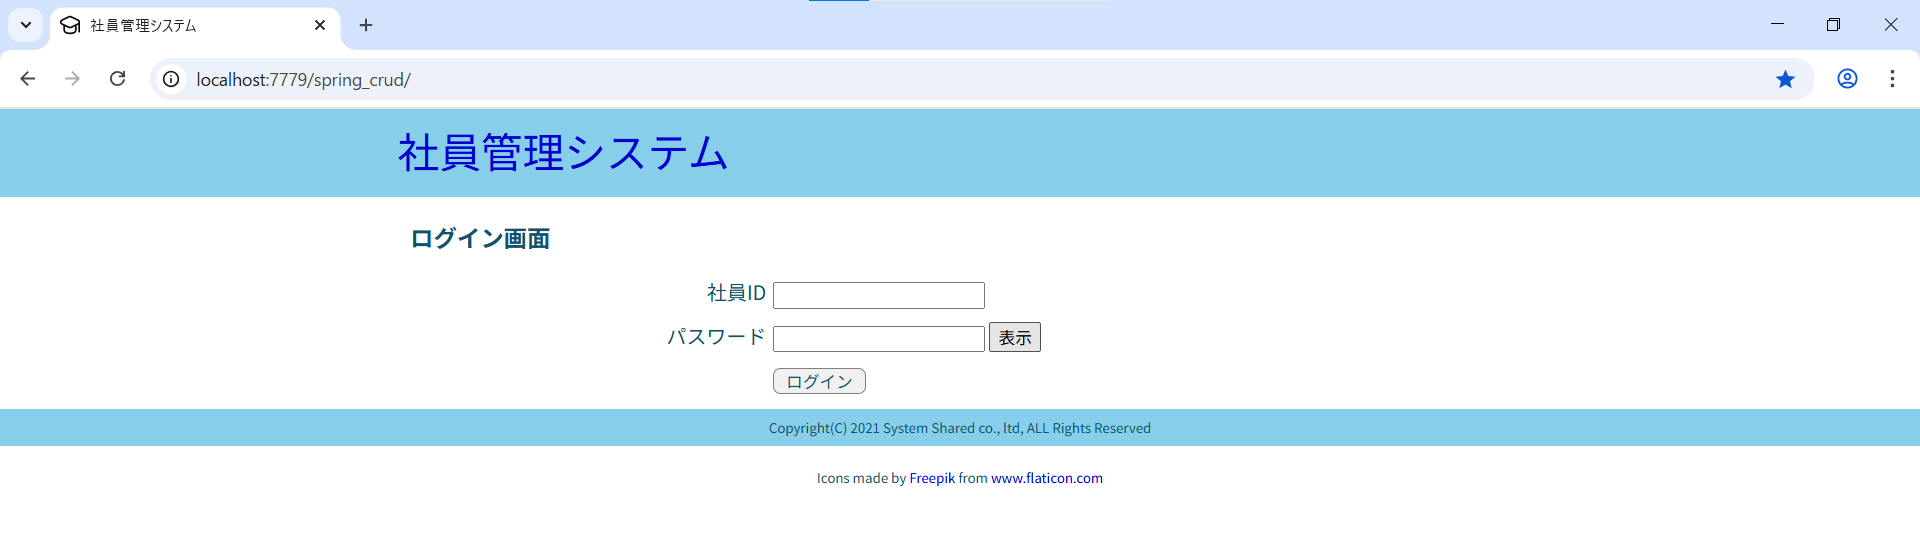 社員管理システム
localhost:7779/spring_crud/
社員管理システム
ログイン画面
社員ID
パスワード 表示
ログイン
Copyright(C) 2021 System Shared co., ltd, ALL Rights Reserved
Icons made by Freepik from www.flaticon.com